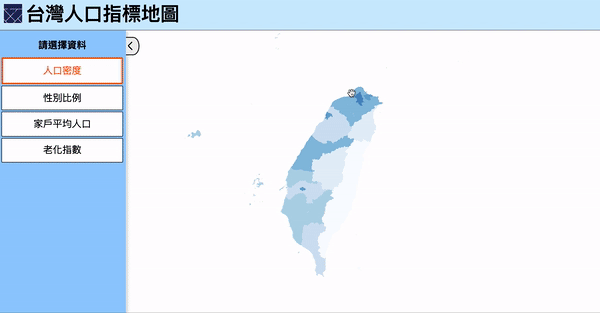 台灣人口指標地圖
請選擇資料
人口密度
性別比例
家戶平均人口
老化指數